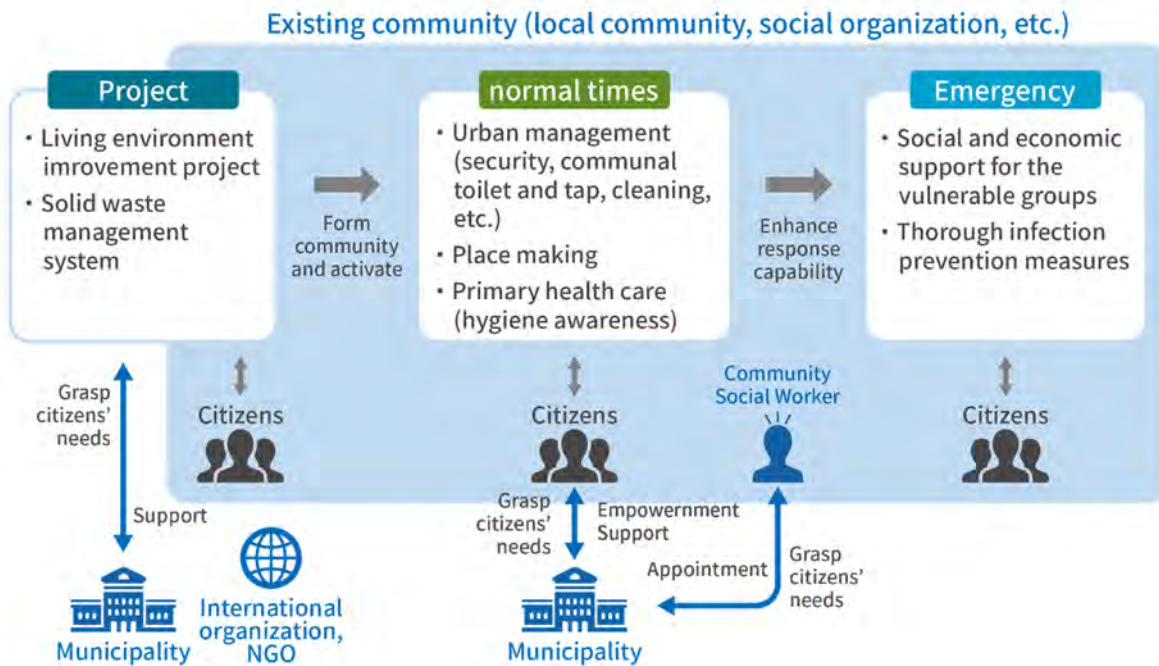 Existing community (local community, social organization, etc.)
Project
・Living environment
imrovement project
・Solid waste
management
system
Form
community
and activate
normal times
・Urban management
(security, communal
toilet and tap, cleaning,
etc.)
・Place making
・Primary health care
(hygiene awareness)
Enhance
response
capability
Emergency
・Social and economic
support for the
vulnerable groups
・Thorough infection
prevention measures
Grasp
citizens’
needs
Citizens
Citizens
Community
Social Worker
Citizens
Support
Grasp
citizens’
needs
Empowernment
Support
Appointment
Grasp
citizens’
needs
Municipality
International
organization,
NGO
Municipality